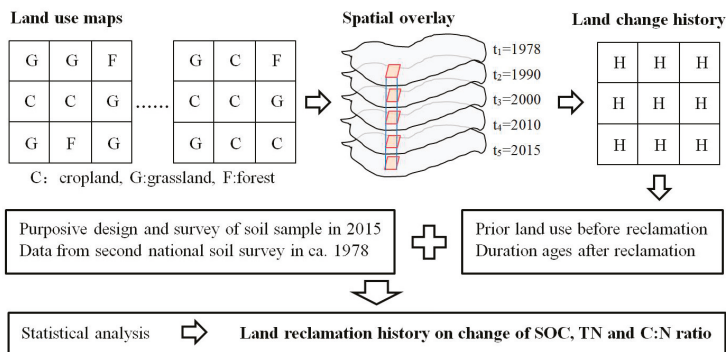 Land use maps
Spatial overlay
Land change history
G G F
C C G
G F G
......
G C F
C C G
G C C
t₁=1978
t₂=1990
t₃=2000
t₄=2010
t₅=2015
H H H
H H H
H H H
C: cropland, G:grassland, F:forest
Purposive design and survey of soil sample in 2015
Data from second national soil survey in ca. 1978
Prior land use before reclamation
Duration ages after reclamation
Statistical analysis
Land reclamation history on change of SOC, TN and C:N ratio